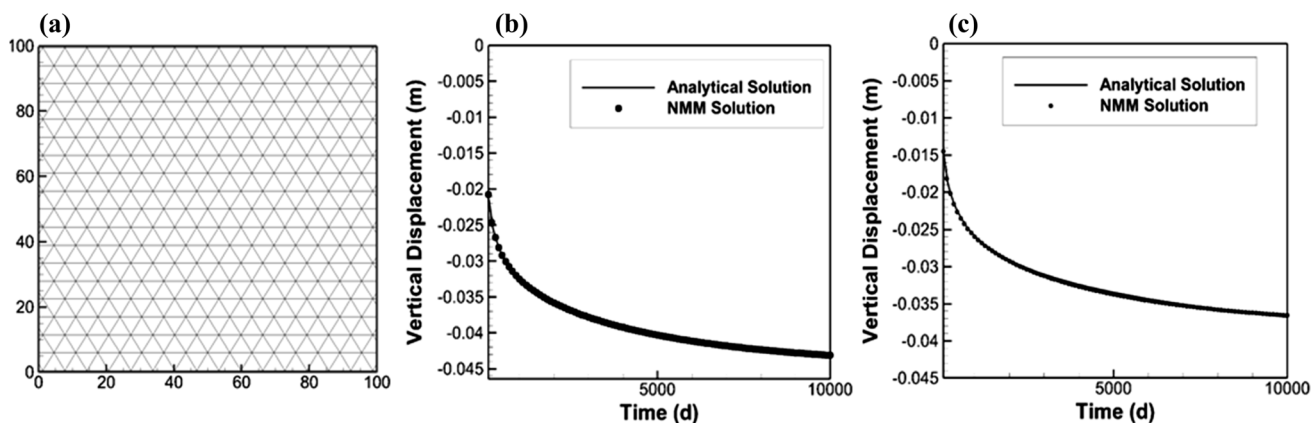 (a)
100
80
60
40
20
0
0 20 40 60 80 100
(b)
0
-0.005
-0.01
-0.015
-0.02
-0.025
-0.03
-0.035
-0.04
-0.045
Vertical Displacement (m)
Analytical Solution
NMM Solution
5000 10000
Time (d)
(c)
0
-0.005
-0.01
-0.015
-0.02
-0.025
-0.03
-0.035
-0.04
-0.045
Vertical Displacement (m)
Analytical Solution
NMM Solution
5000 10000
Time (d)